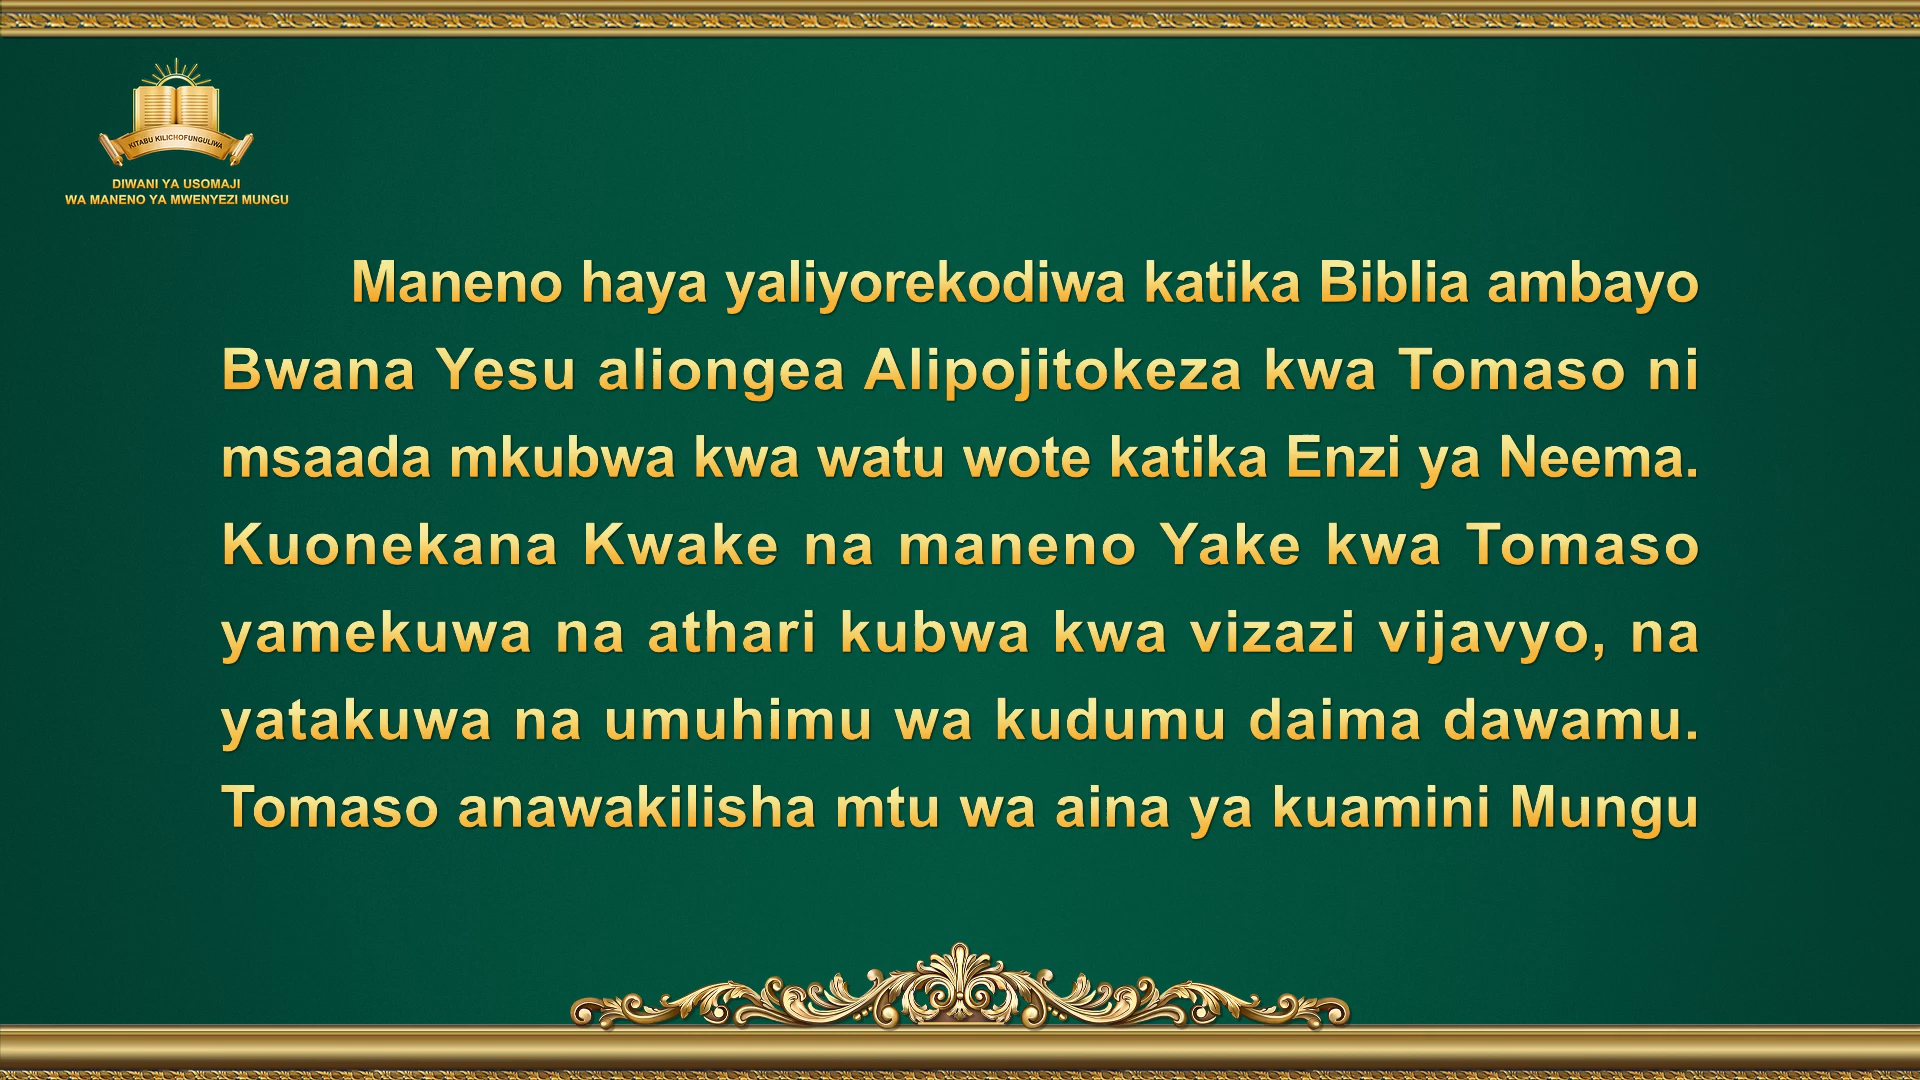 KITABU KILICHOFUNGULIWA
DIWANI YA USOMAJI
WA MANENO YA MWENYEZI MUNGU
Maneno haya yaliyorekodiwa katika Biblia ambayo
Bwana Yesu aliongea Alipojitokeza kwa Tomaso ni
msaada mkubwa kwa watu wote katika Enzi ya Neema.
Kuonekana Kwake na maneno Yake kwa Tomaso
yamekuwa na athari kubwa kwa vizazi vijavyo, na
yatakuwa na umuhimu wa kudumu daima dawamu.
Tomaso anawakilisha mtu wa aina ya kuamini Mungu